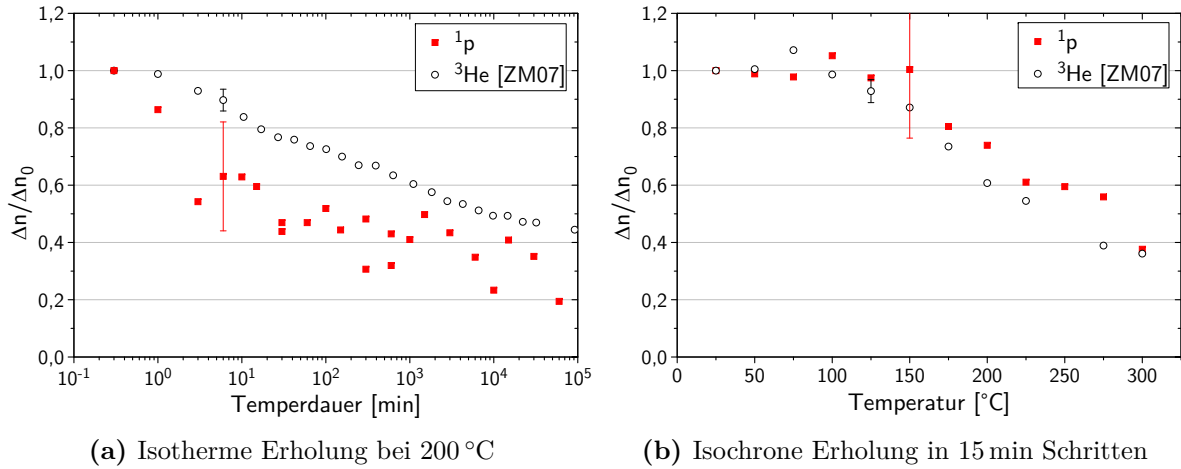 1,2
1,0
0,8
0,6
0,4
0,2
0,0
Δn/Δn₀
¹p
³He [ZM07]
10⁻¹ 10⁰ 10¹ 10² 10³ 10⁴ 10⁵
Temperdauer [min]
(a) Isotherme Erholung bei 200 °C
1,2
1,0
0,8
0,6
0,4
0,2
0,0
Δn/Δn₀
¹p
³He [ZM07]
0 50 100 150 200 250 300
Temperatur [°C]
(b) Isochrone Erholung in 15 min Schritten